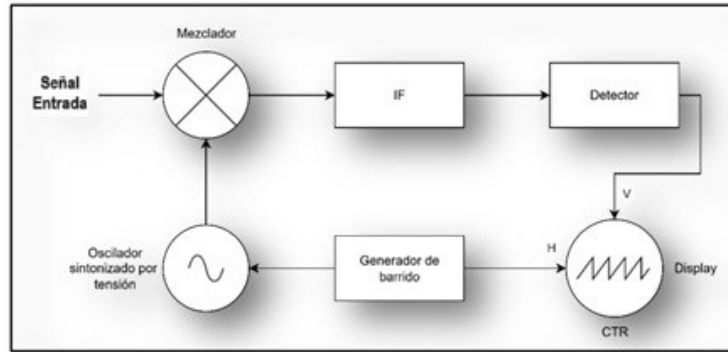 Mezclador
Señal
Entrada
IF
Detector
V
Oscilador
sintonizado por
tensión
Generador de
barrido
H
Display
CTR